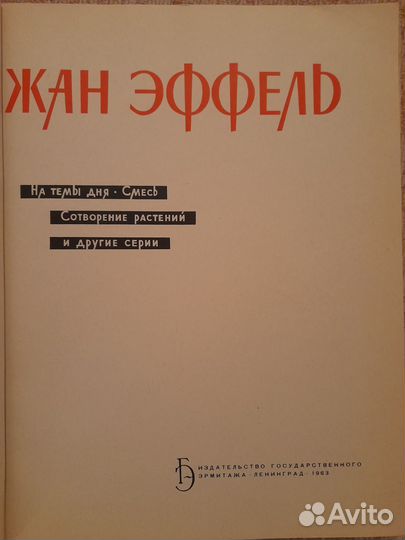 ЖАН ЭФФЕЛЬ
НА ТЕМЫ ДНЯ · СМЕСЬ
СОТВОРЕНИЕ РАСТЕНИЙ
И ДРУГИЕ СЕРИИ
ИЗДАТЕЛЬСТВО ГОСУДАРСТВЕННОГО
ЭРМИТАЖА · ЛЕНИНГРАД · 1963
Avito